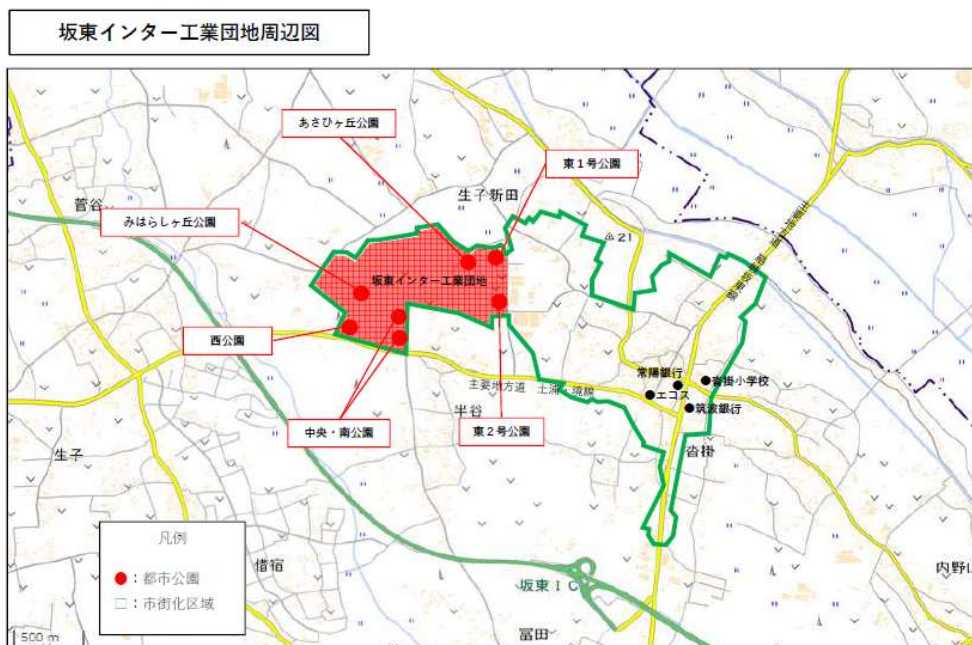 坂東インター工業団地周辺図
あさひヶ丘公園
東１号公園
生子新田
菅谷
みはらしヶ丘公園
21
坂東インター工業団地
西公園
常陽銀行
沓掛小学校
エコス
主要地方道 土浦・境線
筑波銀行
半谷
中央・南公園
東２号公園
沓掛
生子
凡例
：都市公園
：市街化区域
借宿
坂東ＩＣ
内野山
冨田
500 m